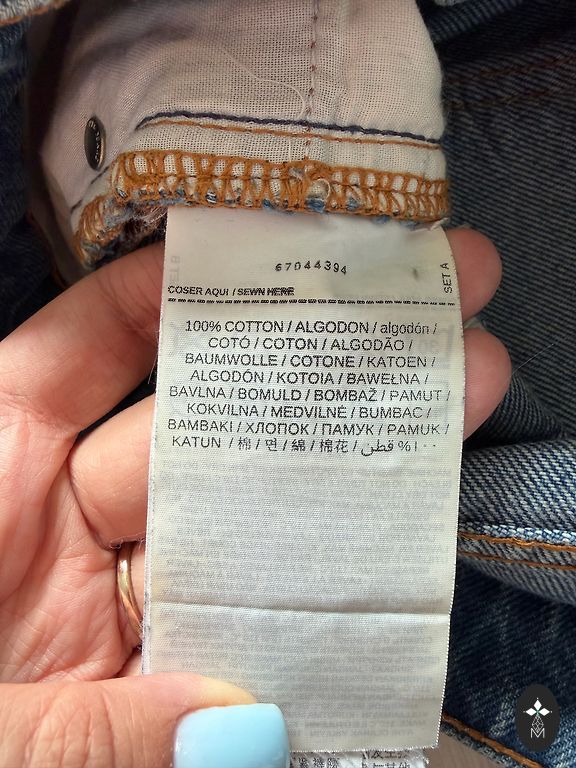 67044394
COSER AQUI / SEWN HERE
SET A
100% COTTON / ALGODON / algodón /
COTÓ / COTON / ALGODÃO /
BAUMWOLLE / COTONE / KATOEN /
ALGODÓN / KOTOIA / BAWEŁNA /
BAVLNA / BOMULD / BOMBAŽ / PAMUT /
KOKVILNA / MEDVILNĖ / BUMBAC /
BAMBAKI / ХЛОПОК / ПАМУК / PAMUK /
KATUN / 棉 / 면 / 綿 / 棉花 / قطن %١٠٠
M